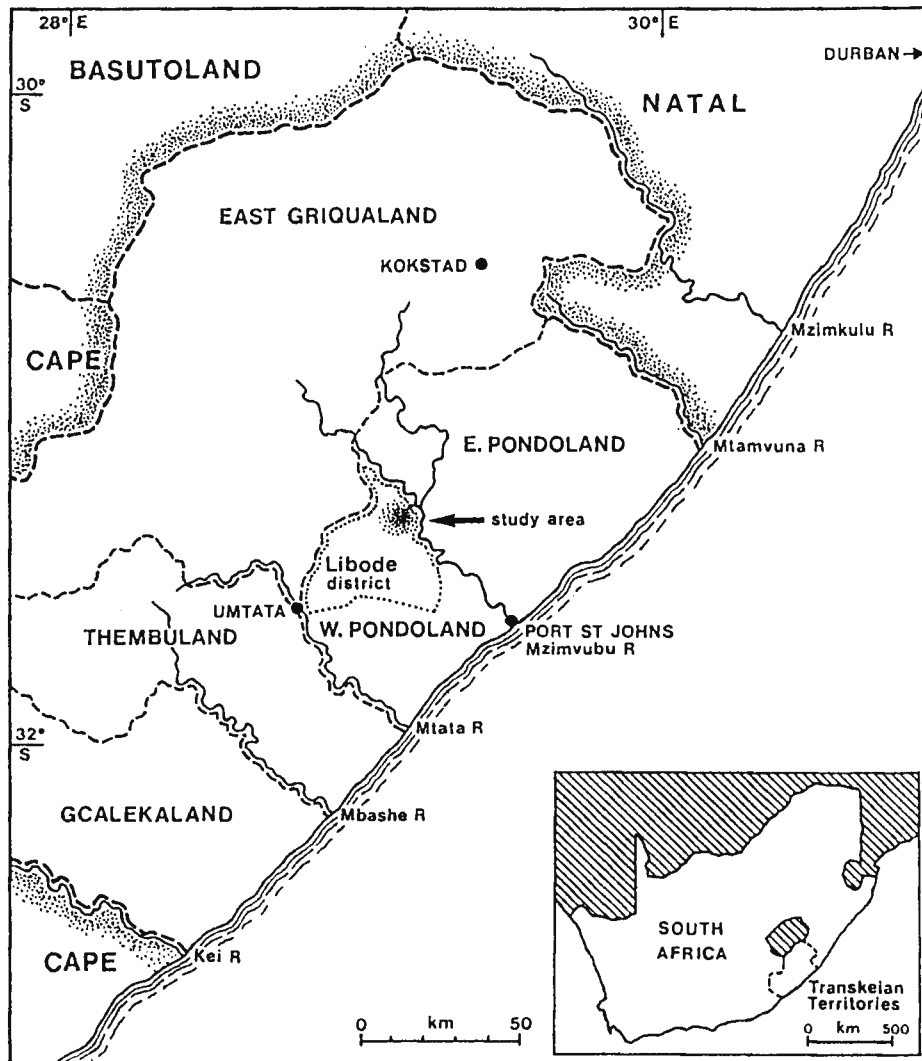 28° E
30° E
DURBAN
BASUTOLAND
30°
S
NATAL
EAST GRIQUALAND
KOKSTAD
CAPE
Mzimkulu R
E. PONDOLAND
Mtamvuna R
study area
Libode
district
UMTATA
W. PONDOLAND
THEMBULAND
PORT ST JOHNS
Mzimvubu R
32°
S
Mtata R
GCALEKALAND
Mbashe R
CAPE
Kei R
km
0 50
SOUTH
AFRICA
Transkeian
Territories
km
0 500